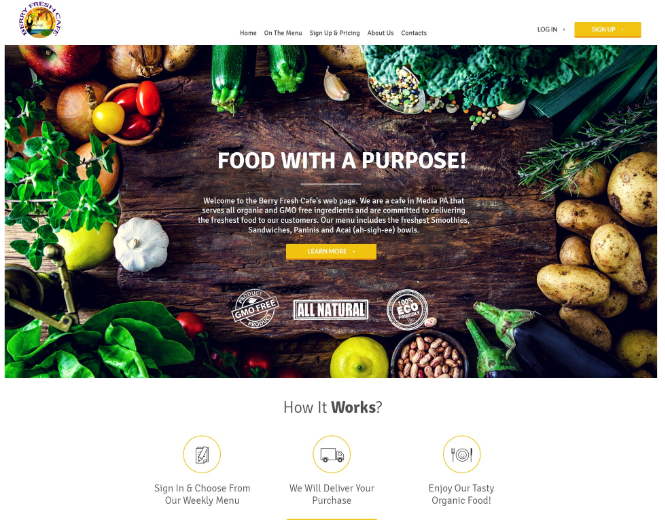 BERRY FRESH CAFE
Home On The Menu Sign Up & Pricing About Us Contacts
LOG IN
SIGN UP
FOOD WITH A PURPOSE!
Welcome to the Berry Fresh Cafe's web page. We are a cafe in Media PA that
serves all organic and GMO free ingredients and are committed to delivering
the freshest food to our customers. Our menu includes the freshest Smoothies,
Sandwiches, Paninis and Acai (ah-sigh-ee) bowls.
LEARN MORE
PRODUCT
GMO FREE
PRODUCT
ALL NATURAL
100%
ECO
How It Works?
Sign In & Choose From
Our Weekly Menu
We Will Deliver Your
Purchase
Enjoy Our Tasty
Organic Food!